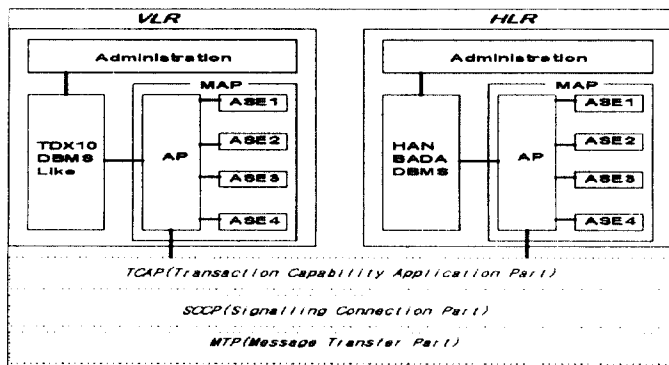 VLR
Administration
MAP
TDX10
DBMS
Like
AP
ASE1
ASE2
ASE3
ASE4
HLR
Administration
MAP
HAN
BADA
DBMS
AP
ASE1
ASE2
ASE3
ASE4
TCAP(Transaction Capability Application Part)
SCCP(Signalling Connection Part)
MTP(Message Transfer Part)